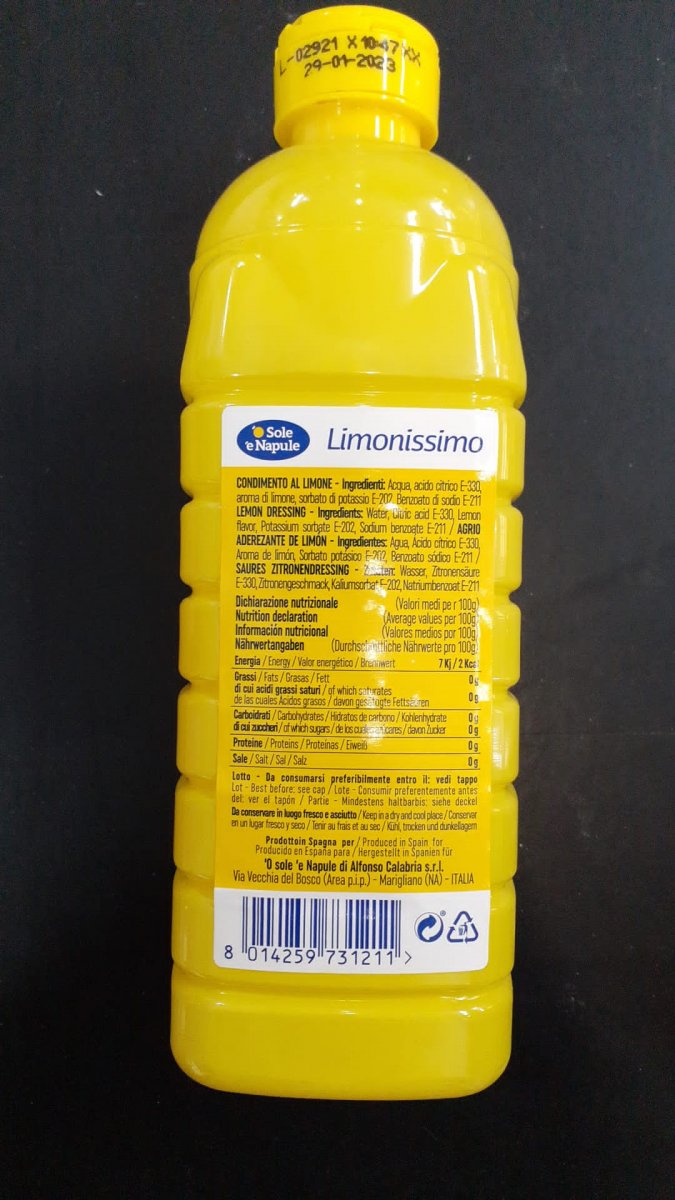 L-02921 X 10:47 XX
29-01-2023
'O Sole
'e Napule
Limonissimo
CONDIMENTO AL LIMONE - Ingredienti: Acqua, acido citrico E-330,
aroma di limone, sorbato di potassio E-202, Benzoato di sodio E-211
LEMON DRESSING - Ingredients: Water, Citric acid E-330, Lemon
flavor, Potassium sorbate E-202, Sodium benzoate E-211 / AGRIO
ADEREZANTE DE LIMÓN - Ingredientes: Agua, Acido cítrico E-330,
Aroma de limón, Sorbato potásico E-202, Benzoato sódico E-211 /
SAURES ZITRONENDRESSING - Zutaten: Wasser, Zitronensäure
E-330, Zitronengeschmack, Kaliumsorbat E-202, Natriumbenzoat E-211
Dichiarazione nutrizionale (Valori medi per 100g)
Nutrition declaration (Average values per 100g)
Información nutricional (Valores medios por 100g)
Nährwertangaben (Durchschnittliche Nährwerte pro 100g)
Energia / Energy / Valor energético / Brennwert 7 Kj / 2 Kcal
Grassi / Fats / Grasas / Fett 0g
di cui acidi grassi saturi / of which saturates
de las cuales Acidos grasos / davon gesättigte Fettsäuren 0g
Carboidrati / Carbohydrates / Hidratos de carbono / Kohlenhydrate 0g
di cui zuccheri / of which sugars / de los cuales azúcares / davon Zucker 0g
Proteine / Proteins / Proteínas / Eiweiß 0g
Sale / Salt / Sal / Salz 0g
Lotto - Da consumarsi preferibilmente entro il: vedi tappo
Lot - Best before: see cap / Lote - Consumir preferentemente antes
del: ver el tapón / Partie - Mindestens haltbarbis: siehe deckel
Da conservare in luogo fresco e asciutto / Keep in a dry and cool place / Conservar
en un lugar fresco y seco / Tenir au frais et au sec / Kühl, trocken und dunkellagern
Prodottoin Spagna per / Produced in Spain for
Producido en España para / Hergestellt in Spanien für
'O sole 'e Napule di Alfonso Calabria s.r.l.
Via Vecchia del Bosco (Area p.i.p.) - Marigliano (NA) - ITALIA
8 014259 731211 >